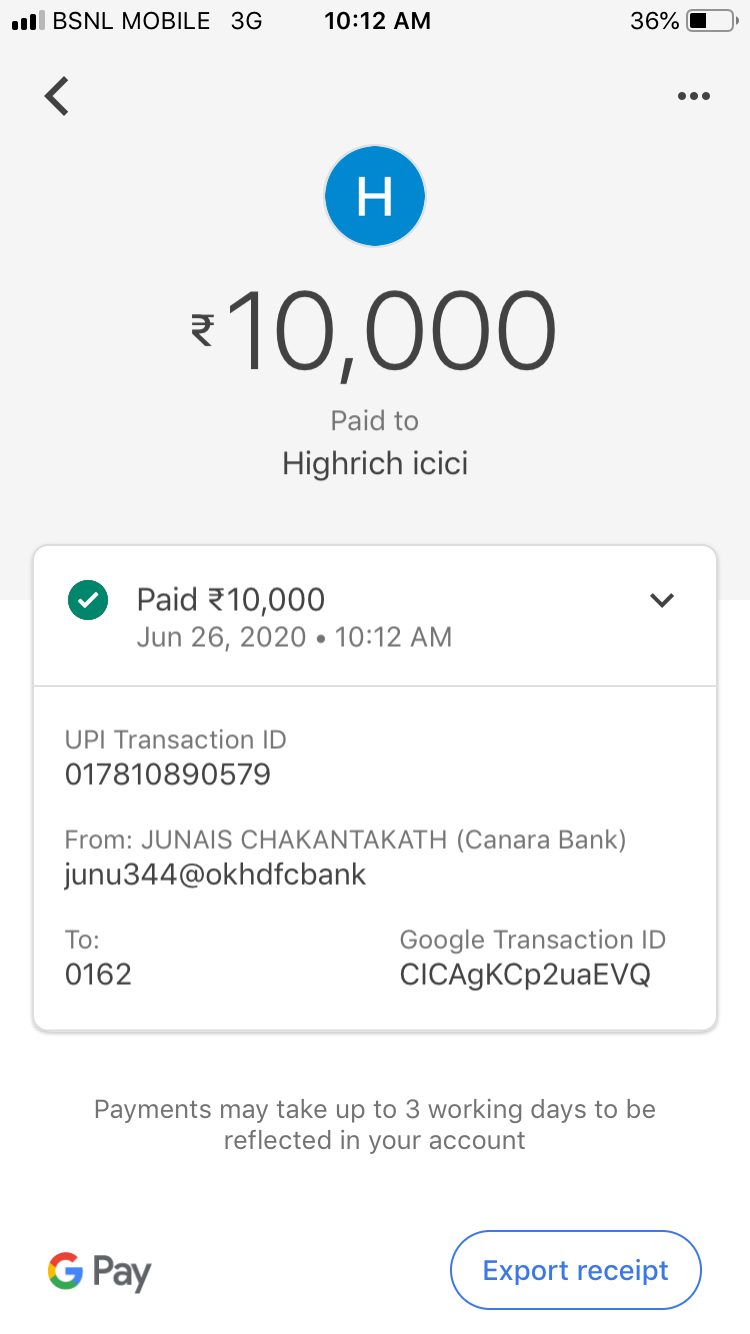 BSNL MOBILE 3G 10:12 AM 36%
H
₹10,000
Paid to
Highrich icici
Paid ₹10,000
Jun 26, 2020 • 10:12 AM
UPI Transaction ID
017810890579
From: JUNAIS CHAKANTAKATH (Canara Bank)
junu344@okhdfcbank
To:
0162
Google Transaction ID
CICAgKCp2uaEVQ
Payments may take up to 3 working days to be
reflected in your account
G Pay
Export receipt